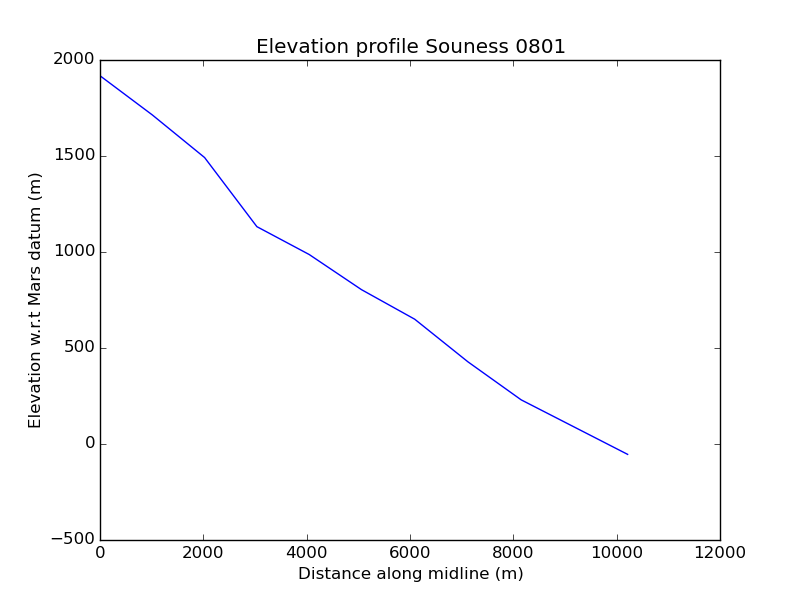 Elevation profile Souness 0801
2000
1500
1000
500
0
−500
0 2000 4000 6000 8000 10000 12000
Elevation w.r.t Mars datum (m)
Distance along midline (m)